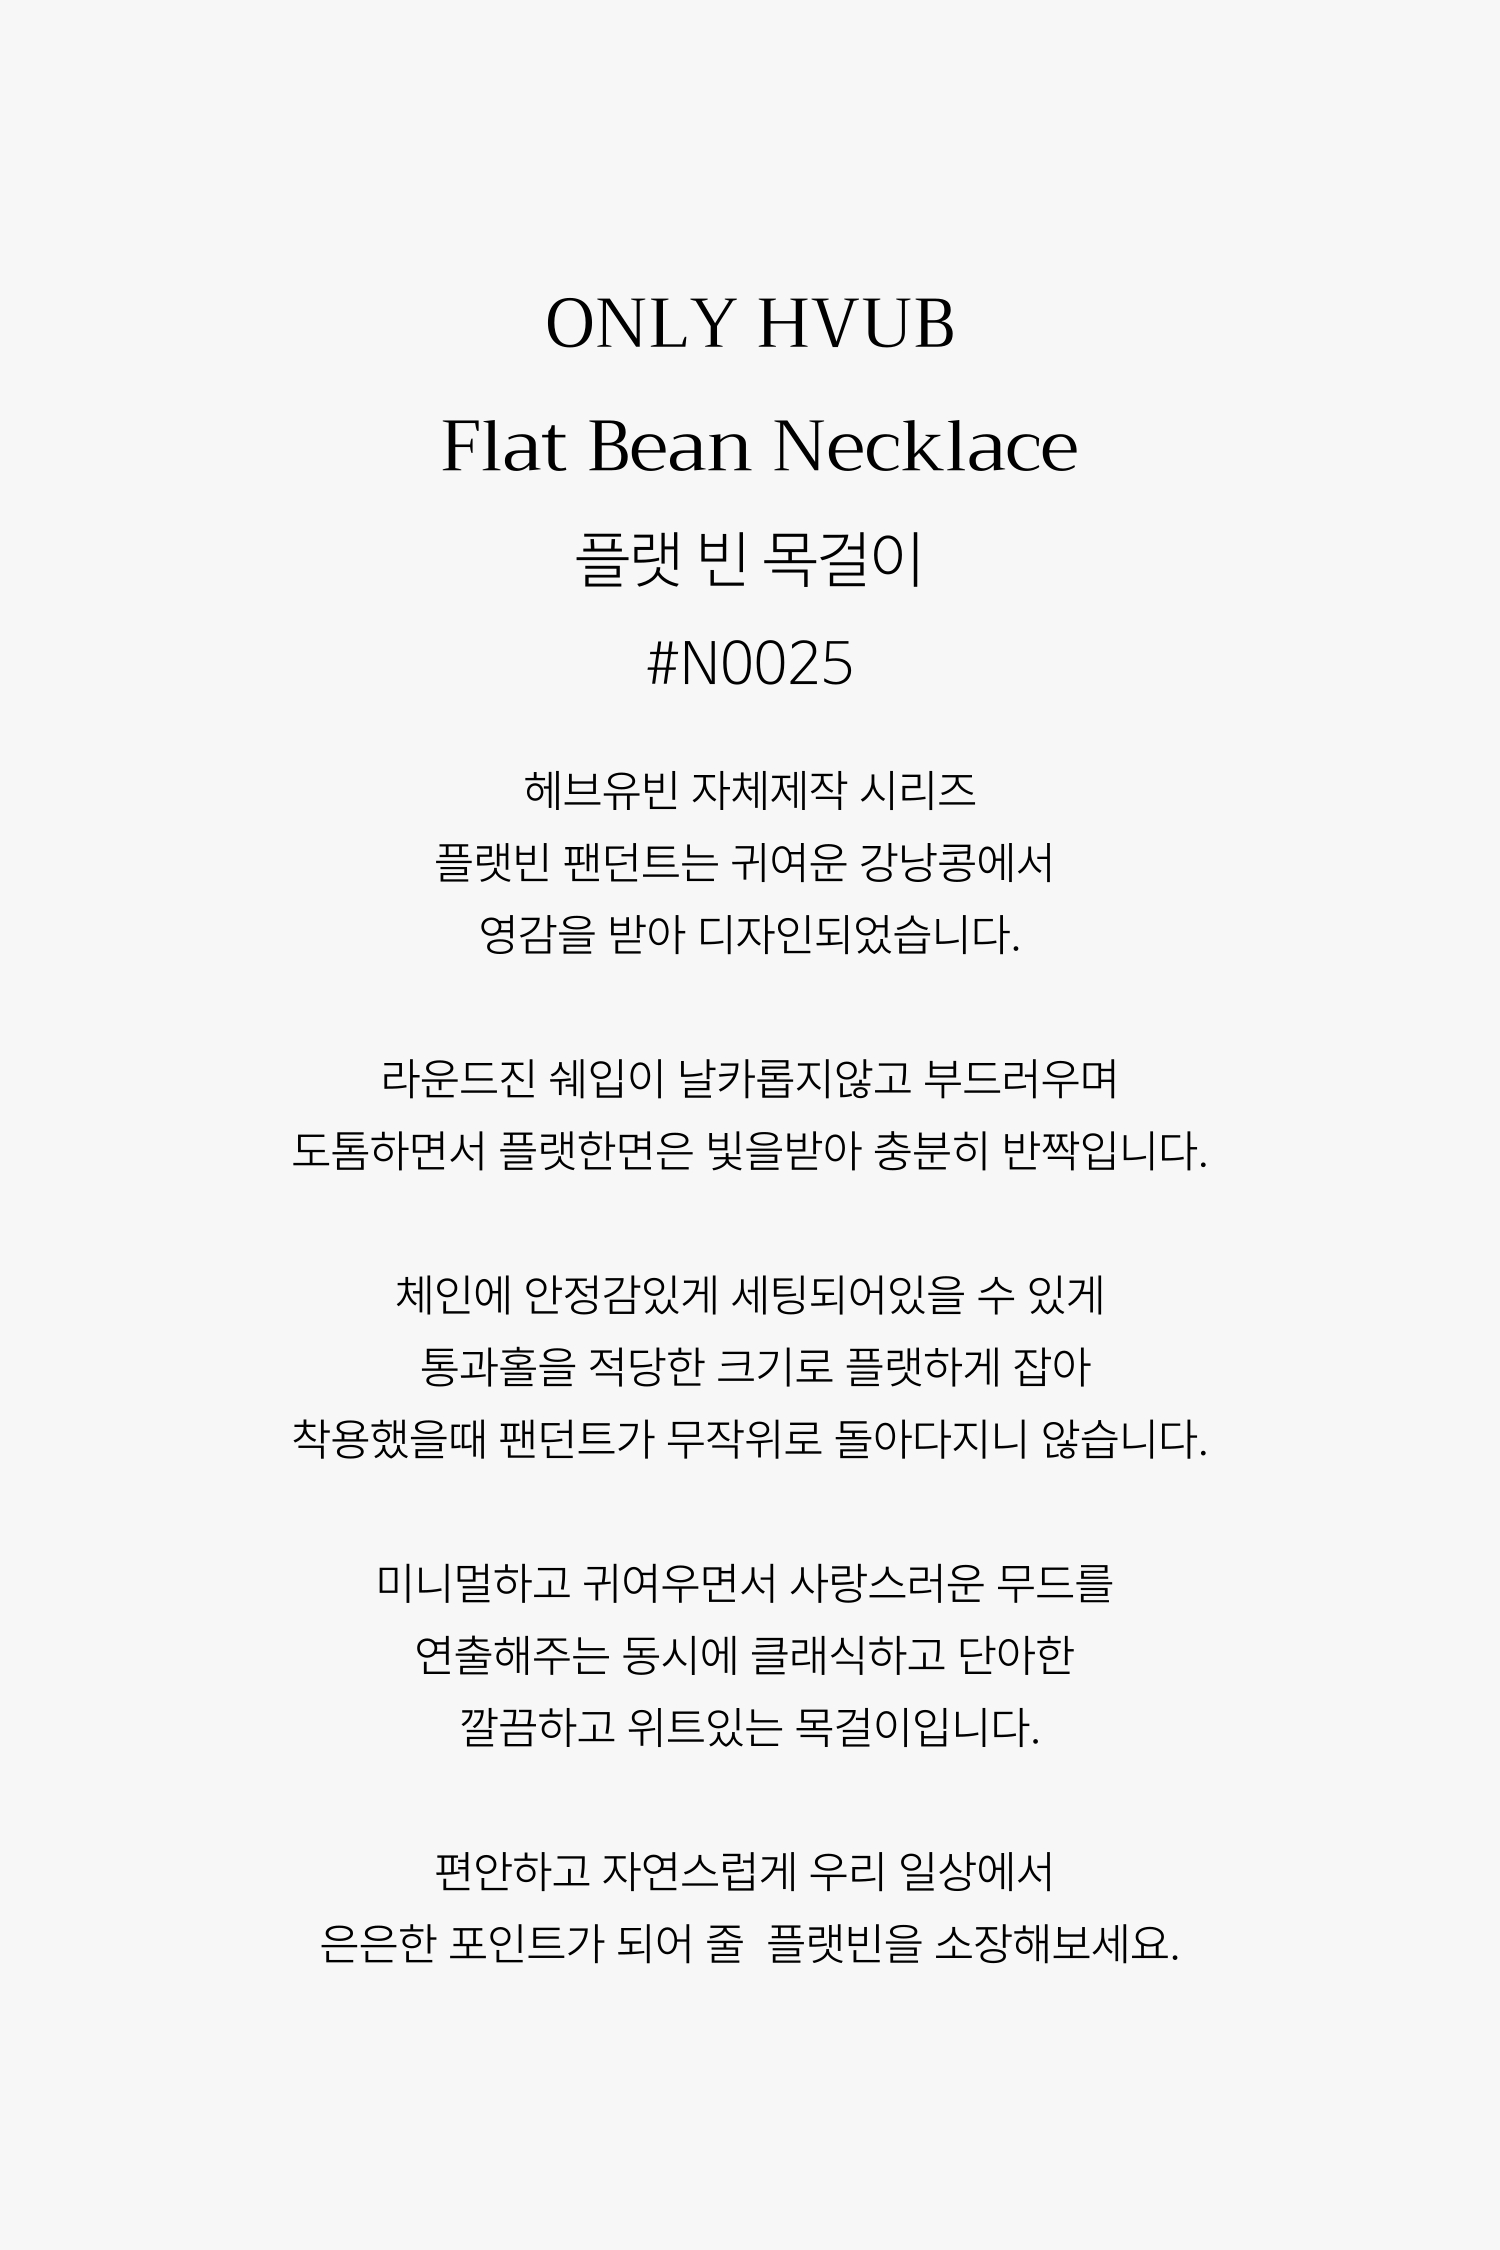 ONLY HVUB
Flat Bean Necklace
플랫 빈 목걸이
#N0025
헤브유빈 자체제작 시리즈
플랫빈 팬던트는 귀여운 강낭콩에서
영감을 받아 디자인되었습니다.
라운드진 쉐입이 날카롭지않고 부드러우며
도톰하면서 플랫한면은 빛을받아 충분히 반짝입니다.
체인에 안정감있게 세팅되어있을 수 있게
통과홀을 적당한 크기로 플랫하게 잡아
착용했을때 팬던트가 무작위로 돌아다지니 않습니다.
미니멀하고 귀여우면서 사랑스러운 무드를
연출해주는 동시에 클래식하고 단아한
깔끔하고 위트있는 목걸이입니다.
편안하고 자연스럽게 우리 일상에서
은은한 포인트가 되어 줄  플랫빈을 소장해보세요.